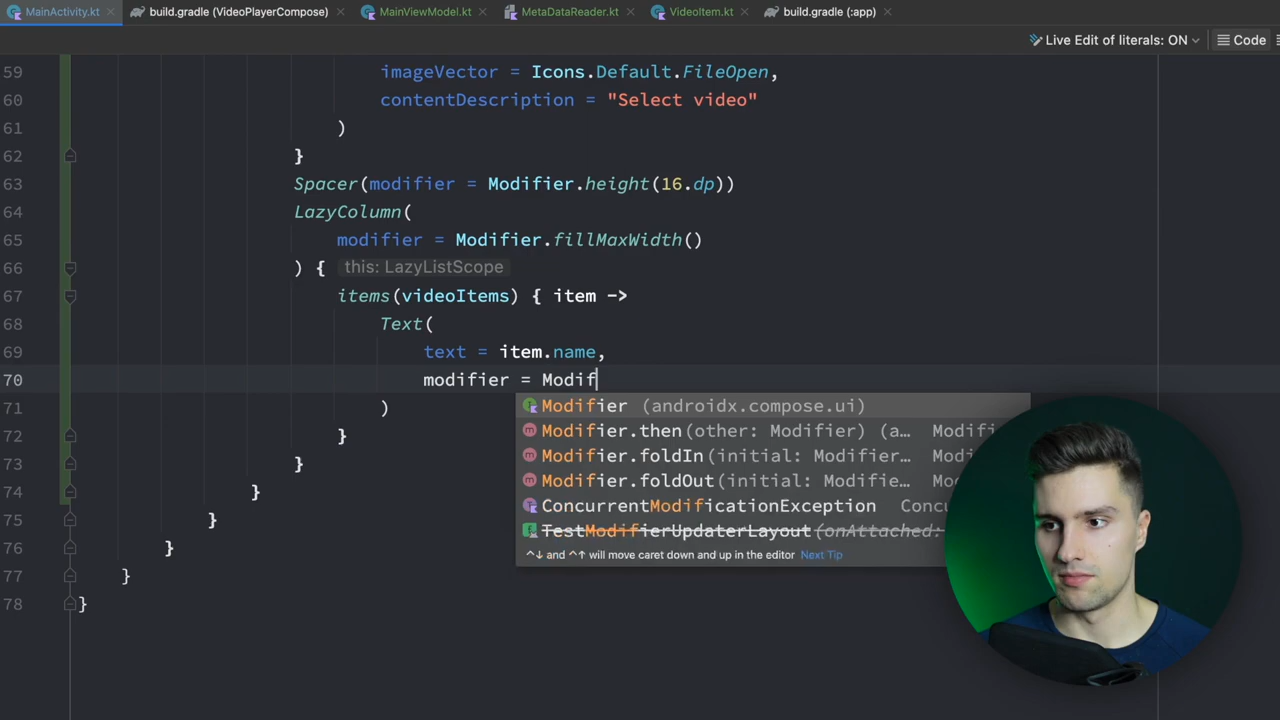 MainActivity.kt build.gradle (VideoPlayerCompose) MainViewModel.kt MetaDataReader.kt VideoItem.kt build.gradle (:app)
Live Edit of literals: ON Code
59 imageVector = Icons.Default.FileOpen,
60 contentDescription = "Select video"
61 )
62 }
63 Spacer(modifier = Modifier.height(16.dp))
64 LazyColumn(
65 modifier = Modifier.fillMaxWidth()
66 ) { this: LazyListScope
67 items(videoItems) { item ->
68 Text(
69 text = item.name,
70 modifier = Modif
71 )
Modifier (androidx.compose.ui)
72 }
Modifier.then(other: Modifier) (a… Modifi
Modifier.foldIn(initial: Modifier…
73 }
Modifier.foldOut(initial: Modifie…
74 }
ConcurrentModificationException Concu
75 }
TestModifierUpdaterLayout(onAttached:
76 }
^↓ and ^↑ will move caret down and up in the editor Next Tip
77 }
78 }